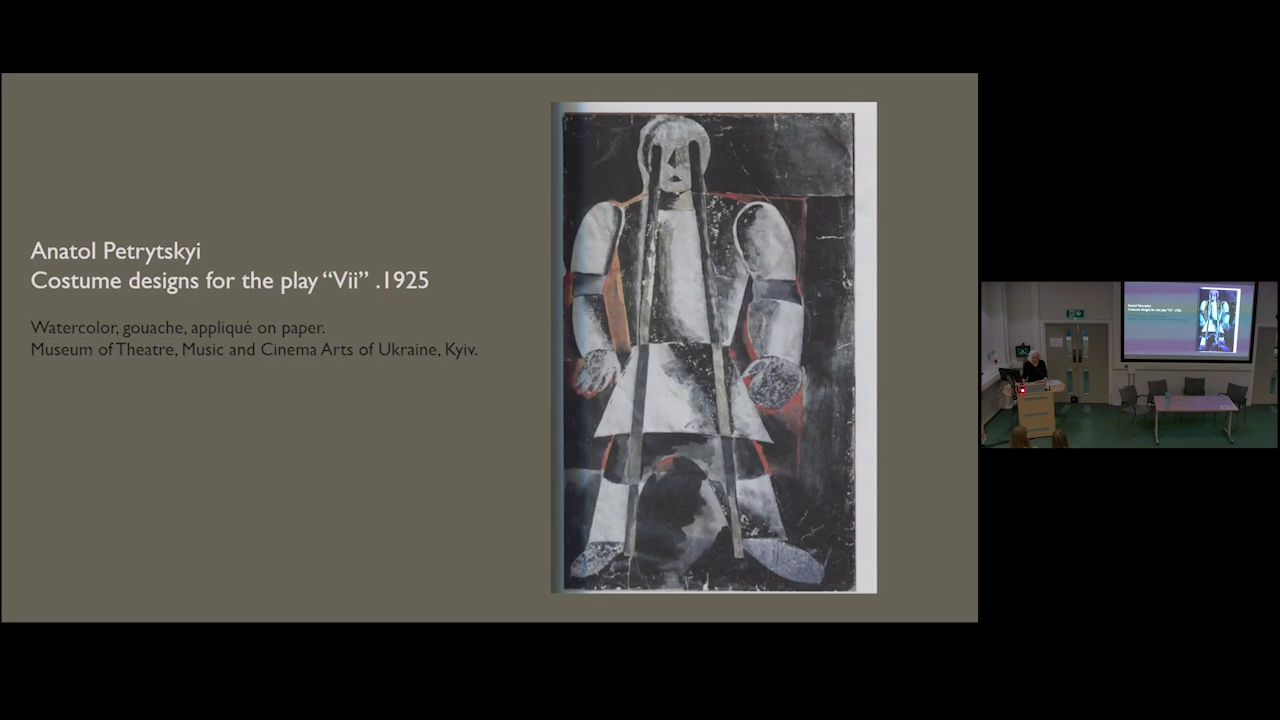 Anatol Petrytskyi
Costume designs for the play “Vii” .1925
Watercolor, gouache, appliqué on paper.
Museum of Theatre, Music and Cinema Arts of Ukraine, Kyiv.